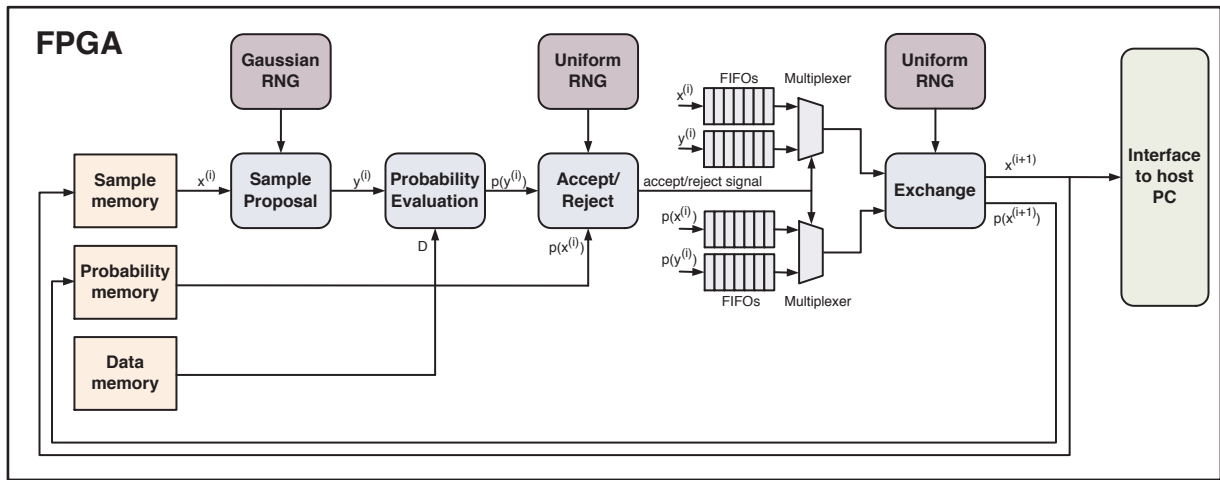 FPGA
Gaussian
RNG
Uniform
RNG
Uniform
RNG
FIFOs
Multiplexer
x(i)
y(i)
Sample
memory
x(i)
Sample
Proposal
y(i)
Probability
Evaluation
p(y(i))
Accept/
Reject
accept/reject signal
Exchange
x(i+1)
p(x(i+1))
Interface
to host
PC
D
p(x(i))
p(x(i))
p(y(i))
FIFOs
Multiplexer
Probability
memory
Data
memory